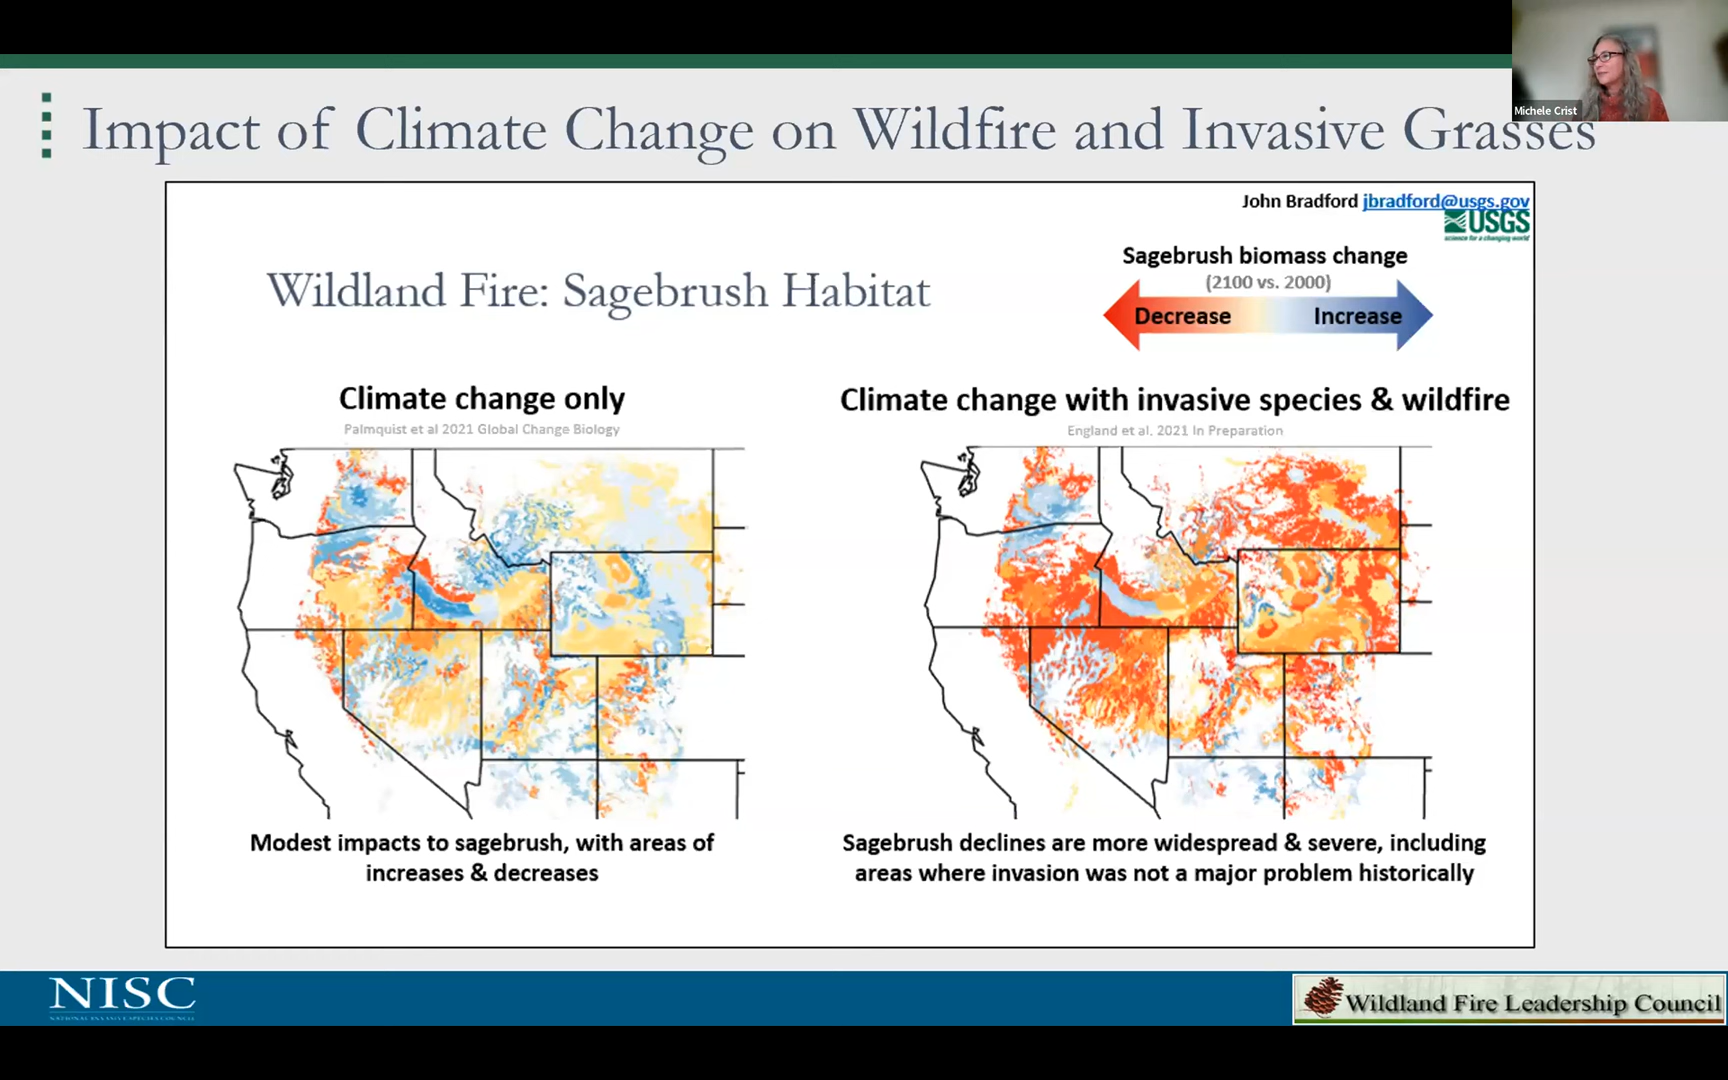 Michele Crist
Impact of Climate Change on Wildfire and Invasive Grasses
John Bradford jbradford@usgs.gov
USGS
science for a changing world
Wildland Fire: Sagebrush Habitat
Sagebrush biomass change
(2100 vs. 2000)
Decrease Increase
Climate change only
Palmquist et al 2021 Global Change Biology
Climate change with invasive species & wildfire
England et al. 2021 In Preparation
Modest impacts to sagebrush, with areas of
increases & decreases
Sagebrush declines are more widespread & severe, including
areas where invasion was not a major problem historically
NISC
NATIONAL INVASIVE SPECIES COUNCIL
Wildland Fire Leadership Council